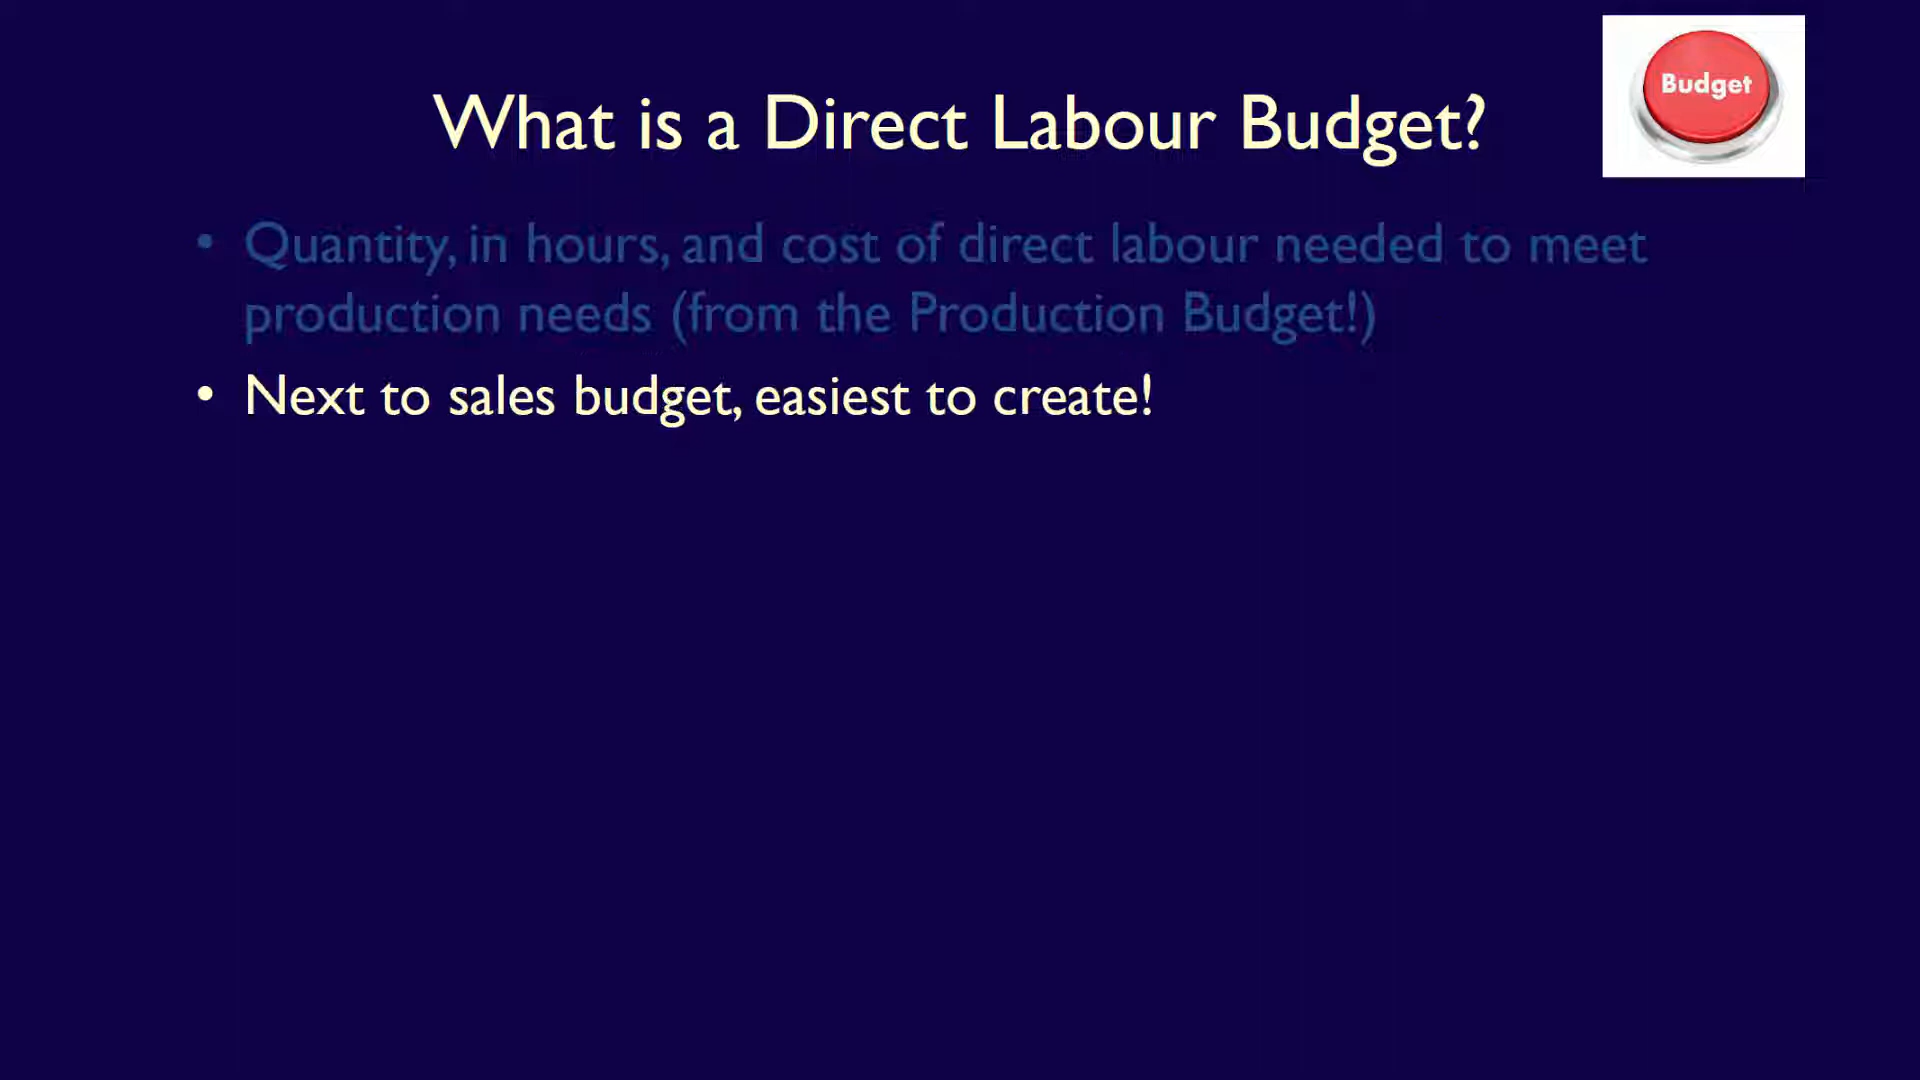 Budget
What is a Direct Labour Budget?
• Quantity, in hours, and cost of direct labour needed to meet
production needs (from the Production Budget!)
• Next to sales budget, easiest to create!